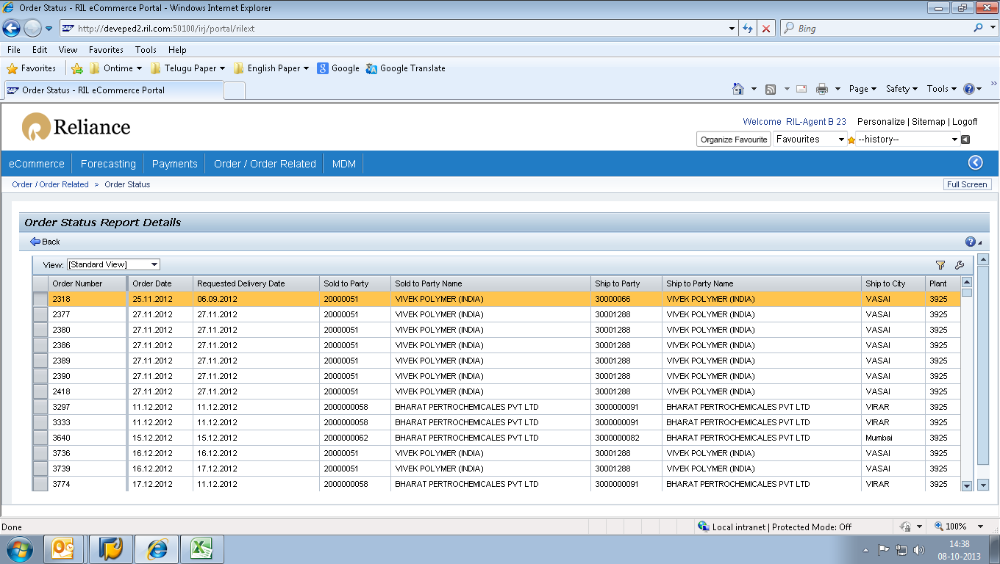 Order Status - RIL eCommerce Portal - Windows Internet Explorer
http://deveped2.ril.com:50100/irj/portal/rilext
Bing
File Edit View Favorites Tools Help
Favorites Ontime Telugu Paper English Paper Google Google Translate
Order Status - RIL eCommerce Portal
Page Safety Tools
Reliance
Welcome RIL-Agent B 23 Personalize | Sitemap | Logoff
Organize Favourite Favourites --history--
eCommerce Forecasting Payments Order / Order Related MDM
Order / Order Related > Order Status Full Screen
Order Status Report Details
Back
View: [Standard View]
Order Number Order Date Requested Delivery Date Sold to Party Sold to Party Name Ship to Party Ship to Party Name Ship to City Plant
2318 25.11.2012 06.09.2012 20000051 VIVEK POLYMER (INDIA) 30000066 VIVEK POLYMER (INDIA) VASAI 3925
2377 27.11.2012 27.11.2012 20000051 VIVEK POLYMER (INDIA) 30001288 VIVEK POLYMER (INDIA) VASAI 3925
2380 27.11.2012 27.11.2012 20000051 VIVEK POLYMER (INDIA) 30001288 VIVEK POLYMER (INDIA) VASAI 3925
2386 27.11.2012 27.11.2012 20000051 VIVEK POLYMER (INDIA) 30001288 VIVEK POLYMER (INDIA) VASAI 3925
2389 27.11.2012 27.11.2012 20000051 VIVEK POLYMER (INDIA) 30001288 VIVEK POLYMER (INDIA) VASAI 3925
2390 27.11.2012 27.11.2012 20000051 VIVEK POLYMER (INDIA) 30001288 VIVEK POLYMER (INDIA) VASAI 3925
2418 27.11.2012 27.11.2012 20000051 VIVEK POLYMER (INDIA) 30001288 VIVEK POLYMER (INDIA) VASAI 3925
3297 11.12.2012 11.12.2012 2000000058 BHARAT PERTROCHEMICALES PVT LTD 3000000091 BHARAT PERTROCHEMICALES PVT LTD VIRAR 3925
3333 11.12.2012 11.12.2012 2000000058 BHARAT PERTROCHEMICALES PVT LTD 3000000091 BHARAT PERTROCHEMICALES PVT LTD VIRAR 3925
3640 15.12.2012 15.12.2012 2000000062 BHARAT PERTROCHEMICALES PVT LTD 3000000082 BHARAT PERTROCHEMICALES PVT LTD Mumbai 3925
3736 16.12.2012 16.12.2012 20000051 VIVEK POLYMER (INDIA) 30001288 VIVEK POLYMER (INDIA) VASAI 3925
3739 16.12.2012 17.12.2012 20000051 VIVEK POLYMER (INDIA) 30001288 VIVEK POLYMER (INDIA) VASAI 3925
3774 17.12.2012 11.12.2012 2000000058 BHARAT PERTROCHEMICALES PVT LTD 3000000091 BHARAT PERTROCHEMICALES PVT LTD VIRAR 3925
Done Local intranet | Protected Mode: Off 100%
14:38
08-10-2013